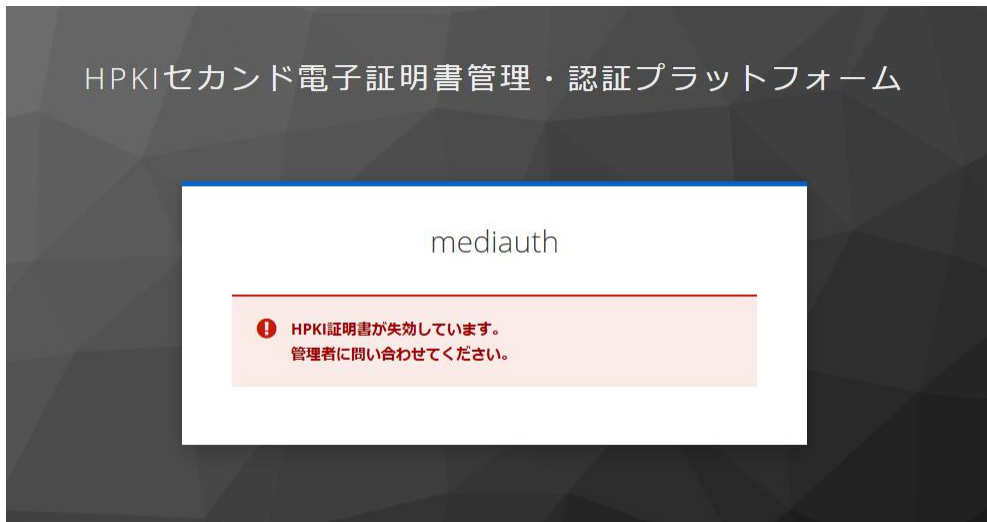 HPKIセカンド電子証明書管理・認証プラットフォーム
mediauth
HPKI証明書が失効しています。
管理者に問い合わせてください。